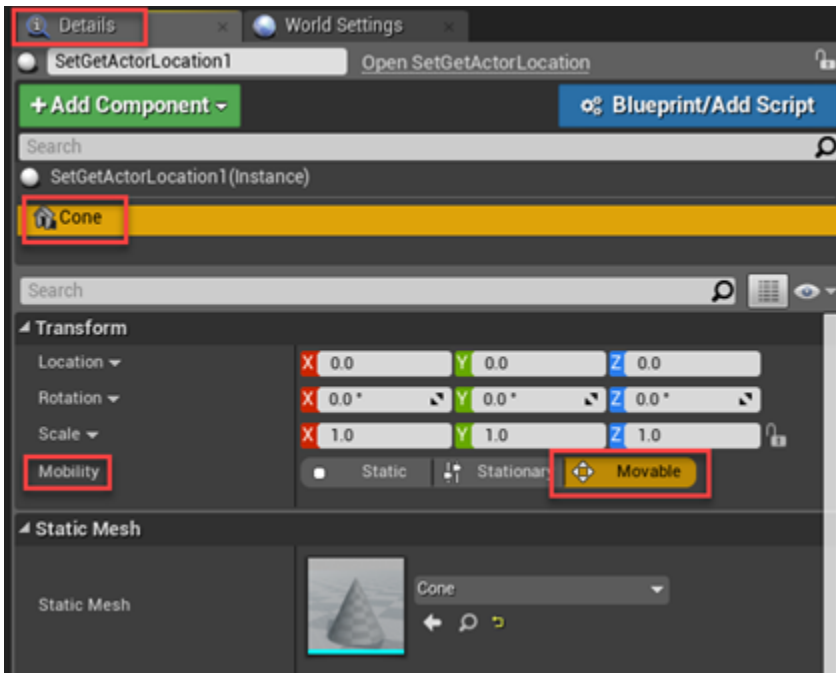 Details World Settings
SetGetActorLocation1 Open SetGetActorLocation
+Add Component Blueprint/Add Script
Search
SetGetActorLocation1(Instance)
Cone
Search
Transform
Location X 0.0 Y 0.0 Z 0.0
Rotation X 0.0° Y 0.0° Z 0.0°
Scale X 1.0 Y 1.0 Z 1.0
Mobility Static Stationary Movable
Static Mesh
Cone
Static Mesh